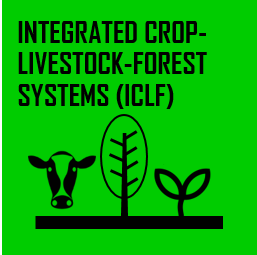 INTEGRATED CROP-
LIVESTOCK-FOREST
SYSTEMS (ICLF)